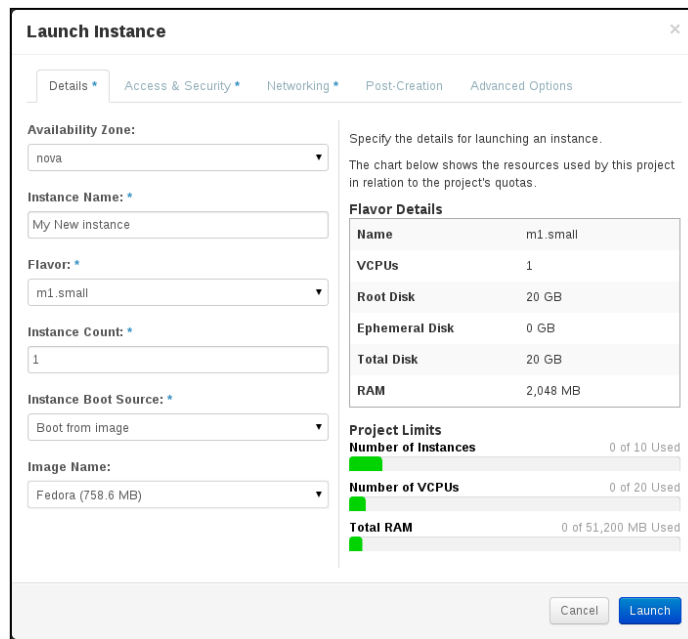 Launch Instance
×
Details *
Access & Security *
Networking *
Post-Creation
Advanced Options
Availability Zone:
nova
Instance Name: *
My New instance
Flavor: *
m1.small
Instance Count: *
1
Instance Boot Source: *
Boot from image
Image Name:
Fedora (758.6 MB)
Specify the details for launching an instance.
The chart below shows the resources used by this project
in relation to the project's quotas.
Flavor Details
Name m1.small
VCPUs 1
Root Disk 20 GB
Ephemeral Disk 0 GB
Total Disk 20 GB
RAM 2,048 MB
Project Limits
Number of Instances 0 of 10 Used
Number of VCPUs 0 of 20 Used
Total RAM 0 of 51,200 MB Used
Cancel
Launch